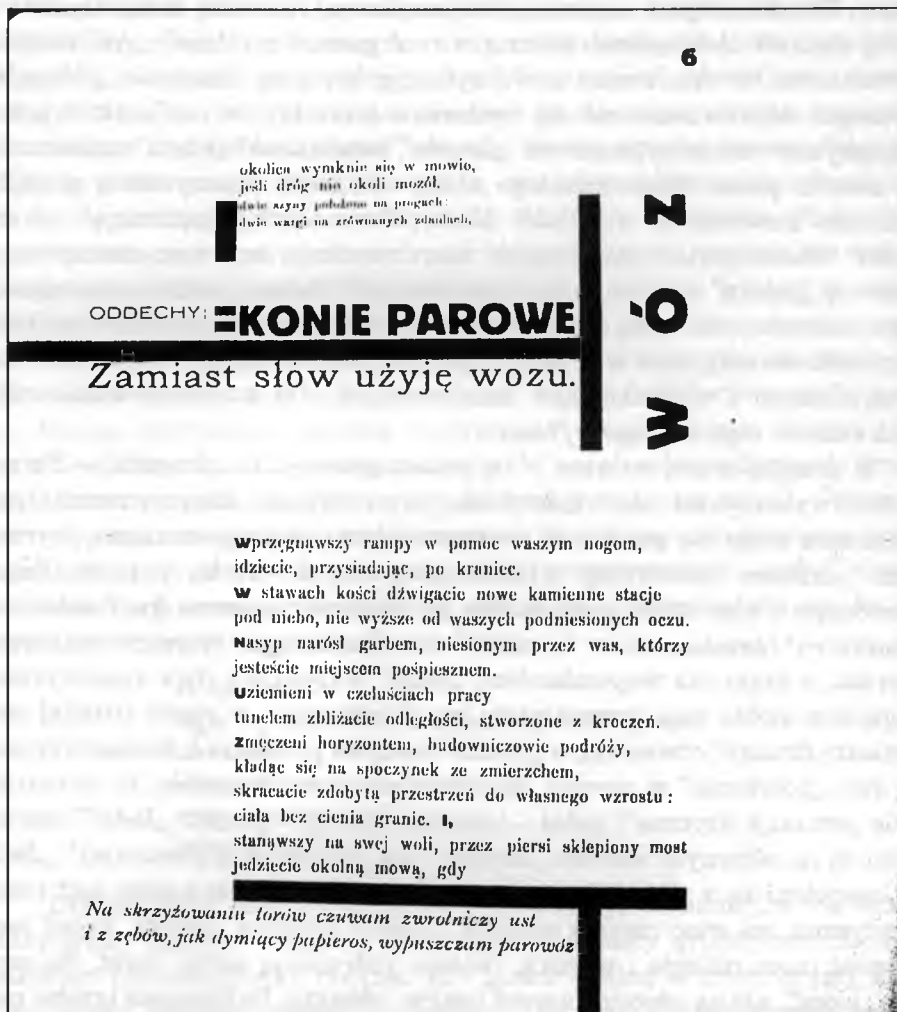 6
WÓZ
okolica wymknie się w mowio,
jeśli dróg nie okoli mozół.
dwie szyny położone na progach:
dwie wargi na zrównanych zdaniach,
ODDECHY: =KONIE PAROWE
Zamiast słów użyję wozu.
Wprzęgnąwszy rampy w pomoc waszym nogom,
idziecie, przysiadając, po kraniec.
W stawach kości dźwigacie nowe kamienne stacje
pod niebo, nie wyższe od waszych podniesionych oczu.
Nasyp narósł garbem, niesionym przez was, którzy
jesteście miejscem pośpiesznem.
Uziemieni w czeluściach pracy
tunelem zbliżacie odległości, stworzone z kroczeń.
Zmęczeni horyzontem, budowniczowie podróży,
kładąc się na spoczynek ze zmierzchem,
skracacie zdobytą przestrzeń do własnego wzrostu:
ciała bez cienia granic. I,
stanąwszy na swej woli, przez piersi sklepiony most
jedziecie okolną mową, gdy
Na skrzyżowaniu torów czuwam zwrotniczy ust
i z zębów, jak dymiący papieros, wypuszczam parowóz